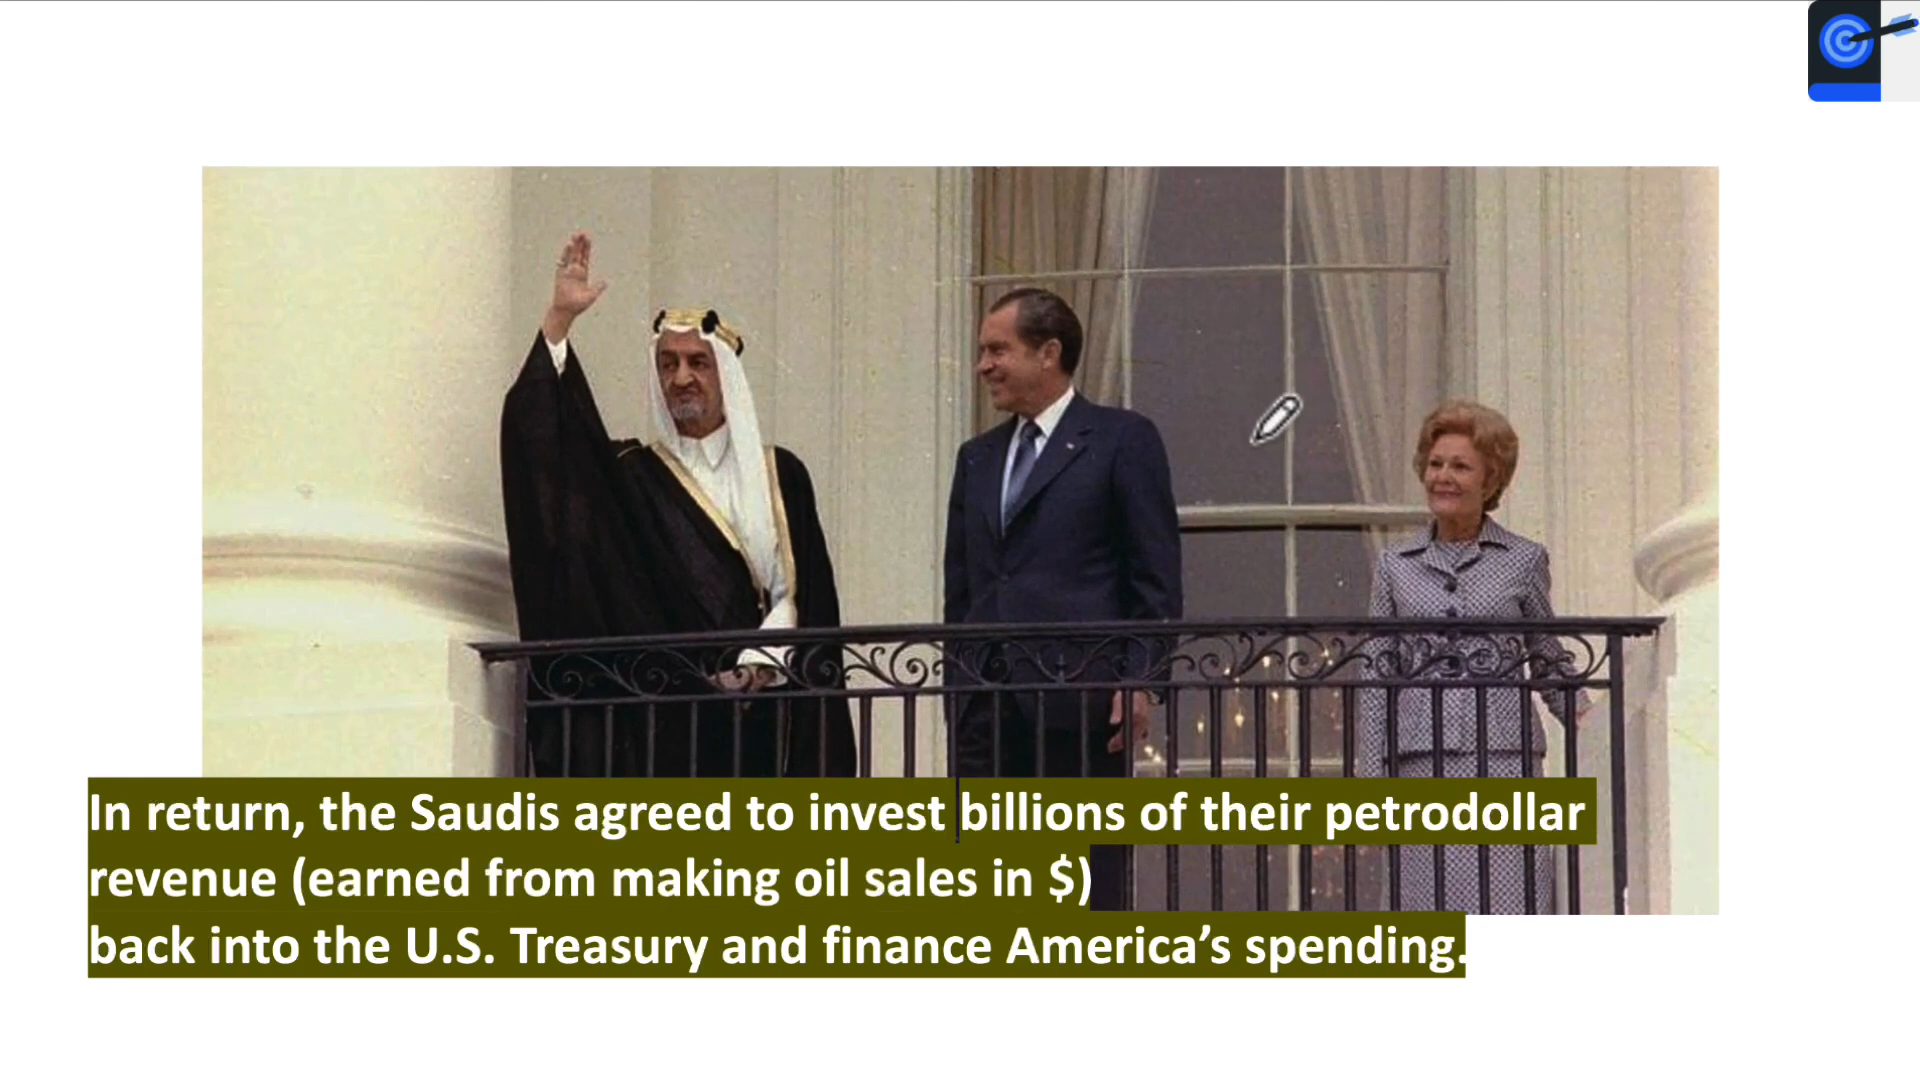 In return, the Saudis agreed to invest billions of their petrodollar
revenue (earned from making oil sales in $)
back into the U.S. Treasury and finance America’s spending.